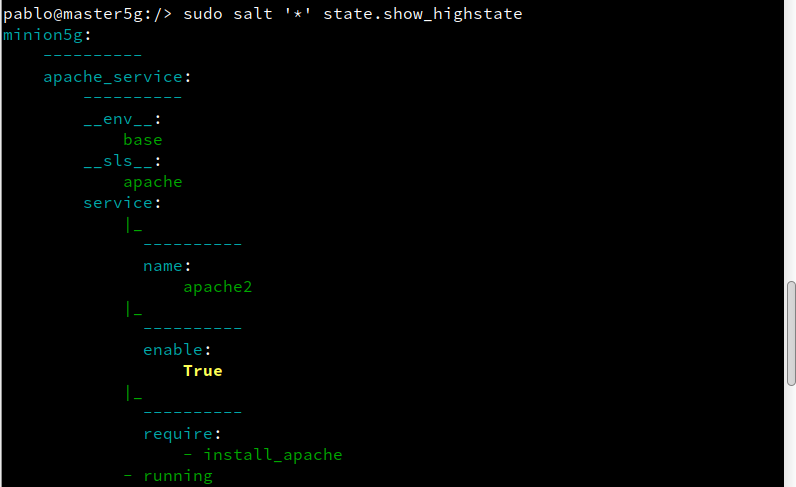 pablo@master5g:/> sudo salt '*' state.show_highstate
minion5g:
    ----------
    apache_service:
        ----------
        __env__:
            base
        __sls__:
            apache
        service:
            |_
              ----------
              name:
                  apache2
            |_
              ----------
              enable:
                  True
            |_
              ----------
              require:
                  - install_apache
            - running